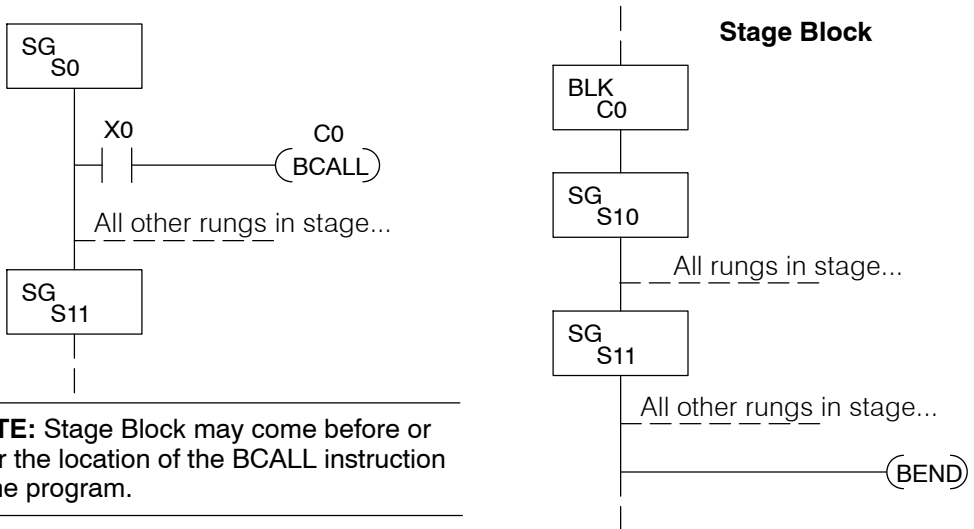 SG
S0
X0
C0
BCALL
All other rungs in stage...
SG
S11
TE: Stage Block may come before or
r the location of the BCALL instruction
ne program.
Stage Block
BLK
C0
SG
S10
All rungs in stage...
SG
S11
All other rungs in stage...
BEND